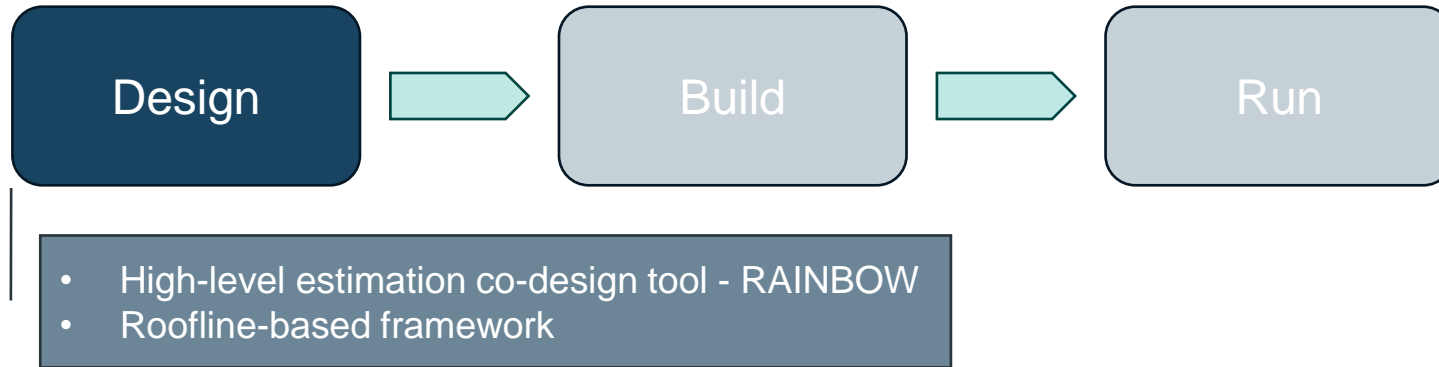 Design
Build
Run
• High-level estimation co-design tool - RAINBOW
• Roofline-based framework